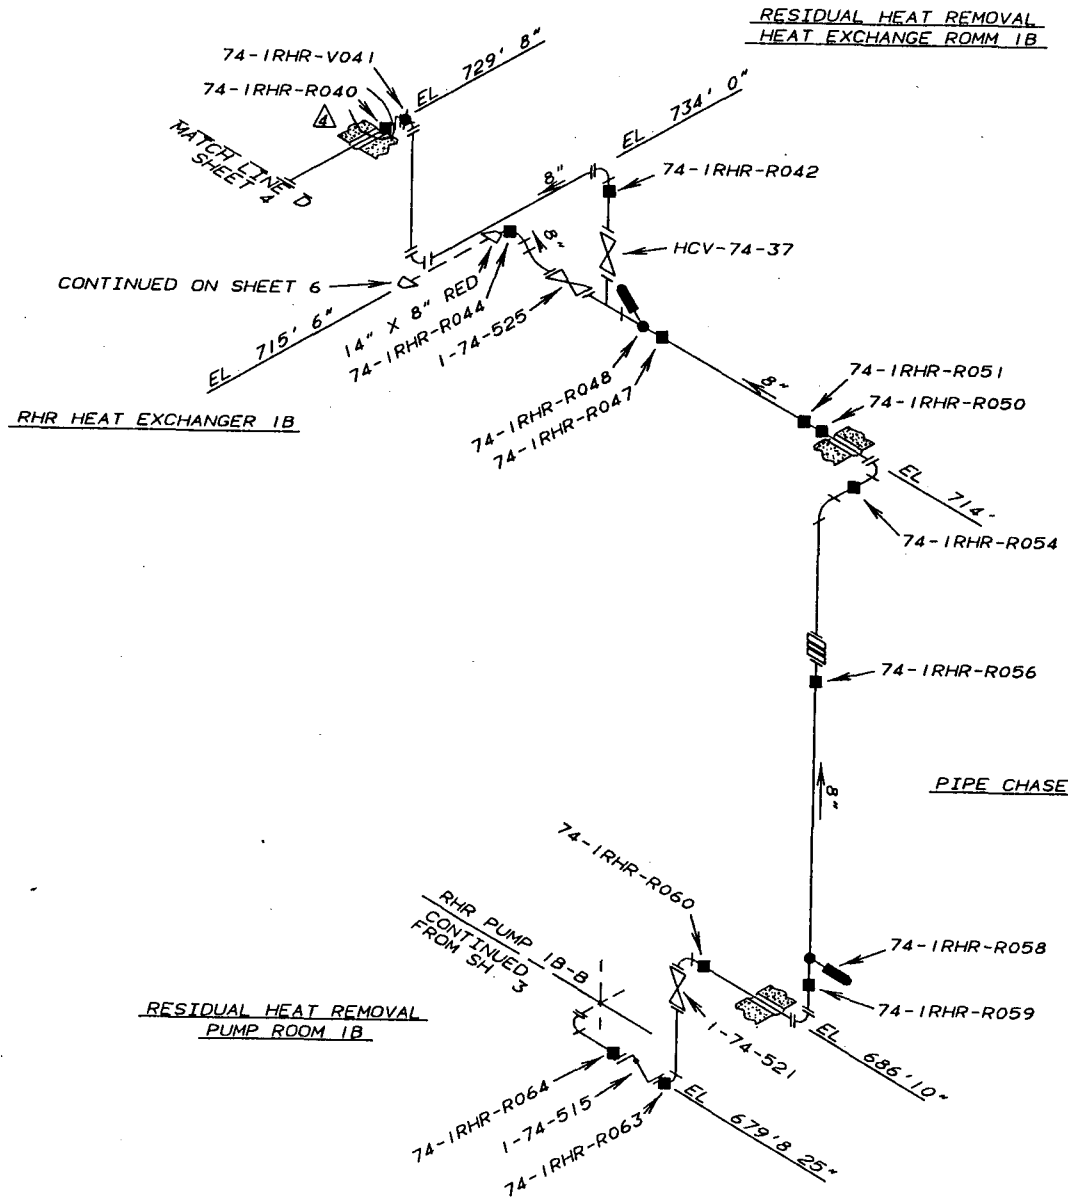 RESIDUAL HEAT REMOVAL
HEAT EXCHANGE ROMM 1B
74-1RHR-V041
74-1RHR-R040
4
EL 729' 8"
MATCH LINE D
SHEET 4
EL 734' 0"
8"
74-1RHR-R042
8"
HCV-74-37
CONTINUED ON SHEET 6
14" X 8" RED
74-1RHR-R044
1-74-525
EL 715' 6"
RHR HEAT EXCHANGER 1B
74-1RHR-R048
74-1RHR-R047
8"
74-1RHR-R051
74-1RHR-R050
EL 714'
74-1RHR-R054
74-1RHR-R056
8"
PIPE CHASE
74-1RHR-R060
RHR PUMP 1B-B
CONTINUED
FROM SH. 3
74-1RHR-R058
74-1RHR-R059
RESIDUAL HEAT REMOVAL
PUMP ROOM 1B
1-74-521
EL 686'10"
74-1RHR-R064
1-74-515
74-1RHR-R063
EL 679'8 25"